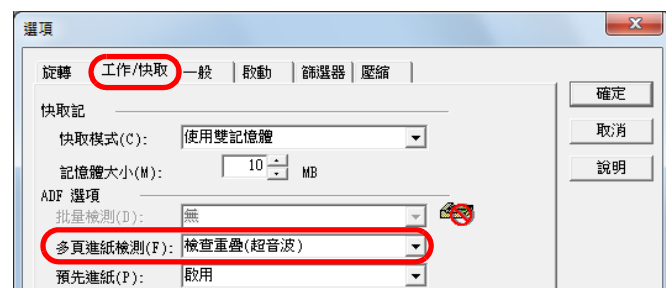 選項
旋轉 工作/快取 一般 啟動 篩選器 壓縮
確定
快取記
快取模式(C): 使用雙記憶體
取消
記憶體大小(M): 10 MB
說明
ADF 選項
批量檢測(D): 無
多頁進紙檢測(F): 檢查重疊(超音波)
預先進紙(P): 啟用